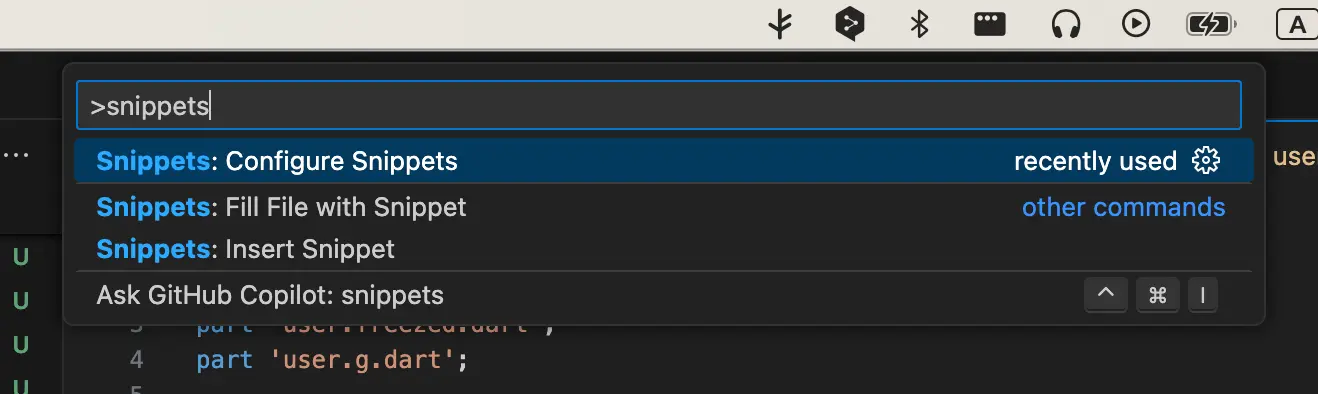 A
>snippets
Snippets: Configure Snippets recently used
user
Snippets: Fill File with Snippet other commands
Snippets: Insert Snippet
Ask GitHub Copilot: snippets ^ ⌘ I
U
U
U
U
3 part 'user.freezed.dart';
4 part 'user.g.dart';
5